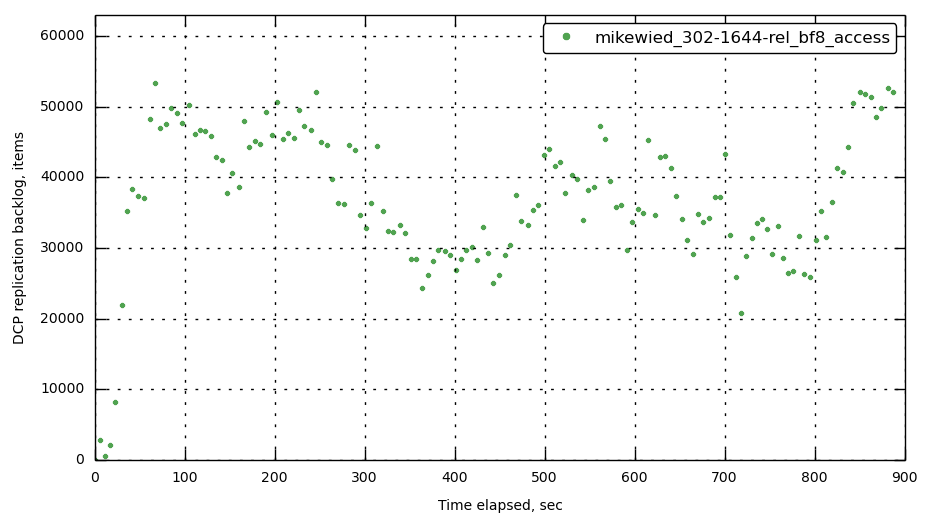 mikewied_302-1644-rel_bf8_access
DCP replication backlog, items
60000
50000
40000
30000
20000
10000
0
0 100 200 300 400 500 600 700 800 900
Time elapsed, sec